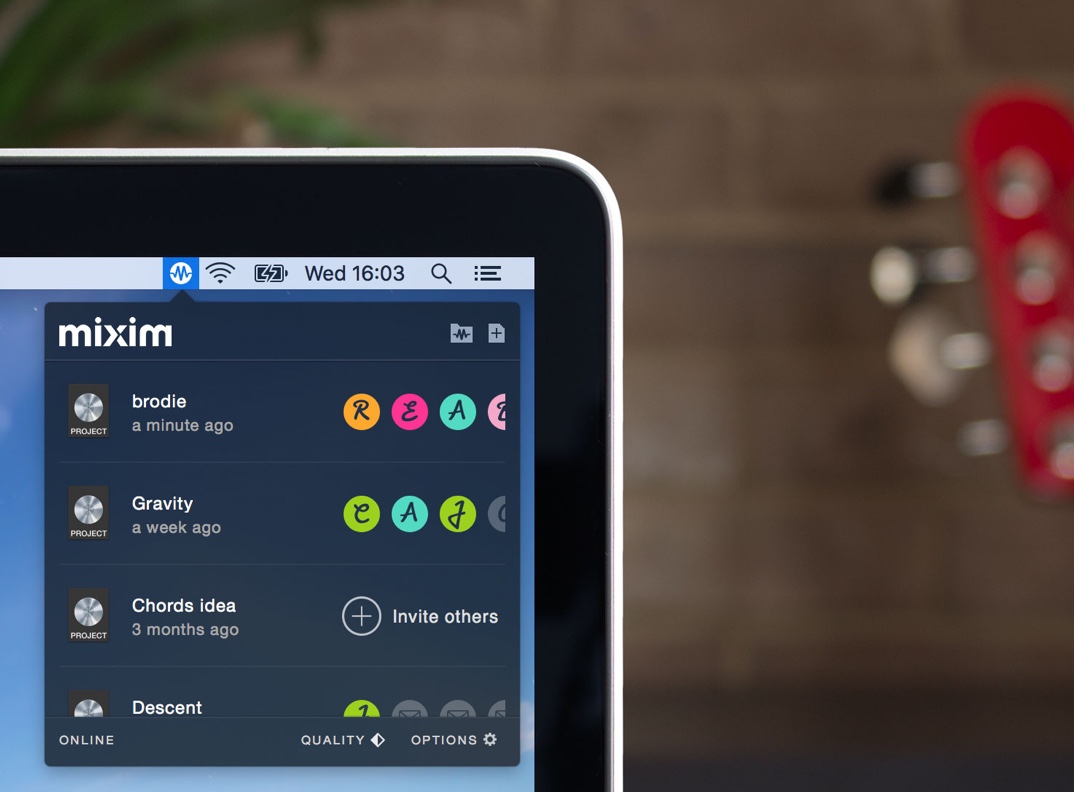 Wed 16:03
mixim
brodie
a minute ago
PROJECT
R E A
Gravity
a week ago
PROJECT
C A J
Chords idea
3 months ago
PROJECT
Invite others
Descent
J
ONLINE QUALITY OPTIONS